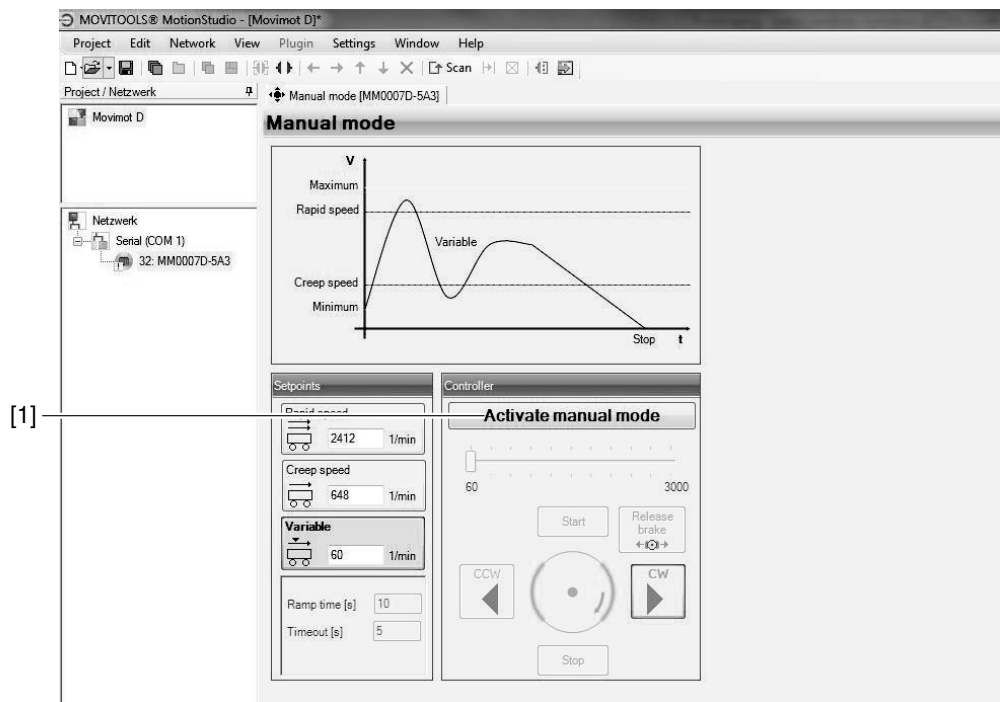 MOVITOOLS® MotionStudio - [Movimot D]*
Project Edit Network View Plugin Settings Window Help
Scan
Project / Netzwerk
Manual mode [MM0007D-5A3]
Movimot D
Manual mode
V
Maximum
Rapid speed
Variable
Creep speed
Minimum
Stop t
Netzwerk
Serial (COM 1)
32: MM0007D-5A3
[1]
Setpoints
Rapid speed
2412 1/min
Creep speed
648 1/min
Variable
60 1/min
Ramp time [s] 10
Timeout [s] 5
Controller
Activate manual mode
60 3000
Start
Release
brake
CCW
CW
Stop